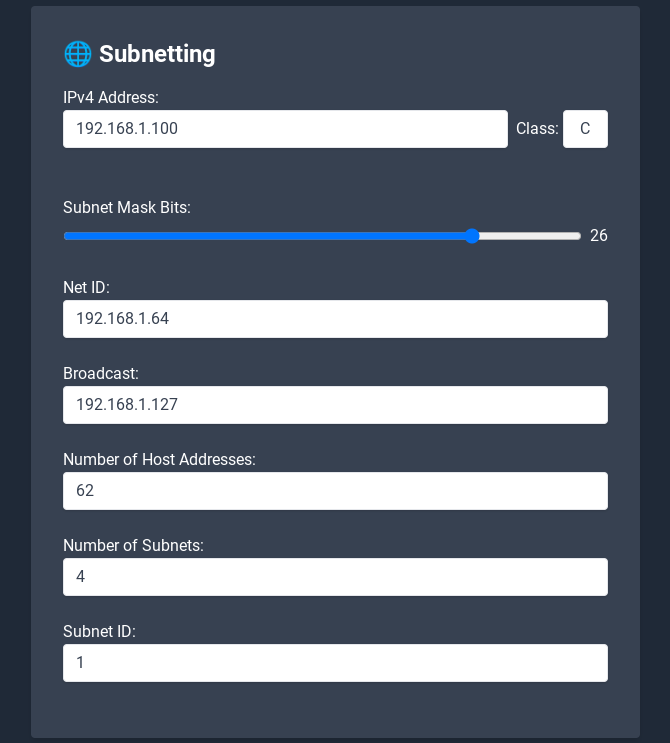 🌐 Subnetting
IPv4 Address:
192.168.1.100 Class: C
Subnet Mask Bits:
26
Net ID:
192.168.1.64
Broadcast:
192.168.1.127
Number of Host Addresses:
62
Number of Subnets:
4
Subnet ID:
1